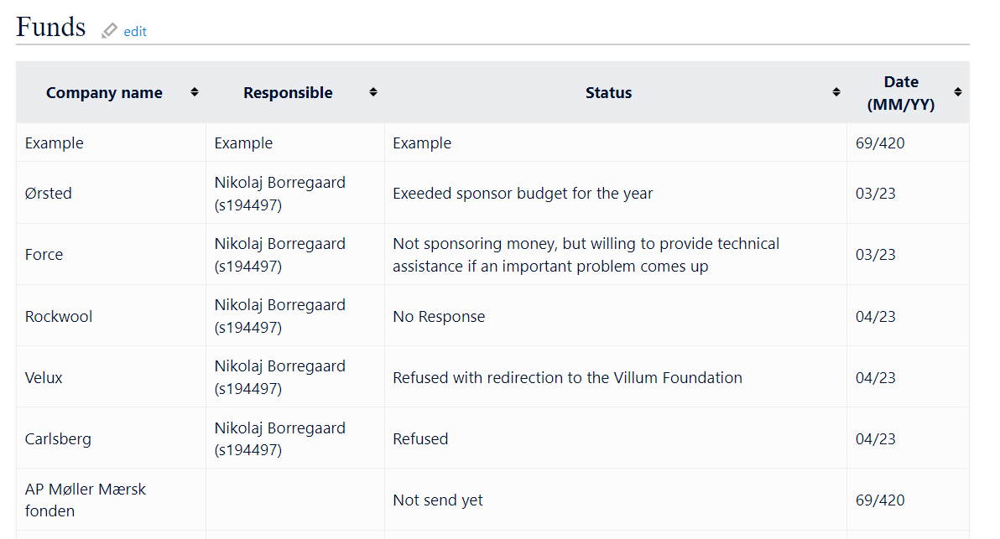 Funds edit
Company name Responsible Status Date
(MM/YY)
Example Example Example 69/420
Ørsted Nikolaj Borregaard
(s194497) Exeeded sponsor budget for the year 03/23
Force Nikolaj Borregaard
(s194497) Not sponsoring money, but willing to provide technical
assistance if an important problem comes up 03/23
Rockwool Nikolaj Borregaard
(s194497) No Response 04/23
Velux Nikolaj Borregaard
(s194497) Refused with redirection to the Villum Foundation 04/23
Carlsberg Nikolaj Borregaard
(s194497) Refused 04/23
AP Møller Mærsk
fonden Not send yet 69/420